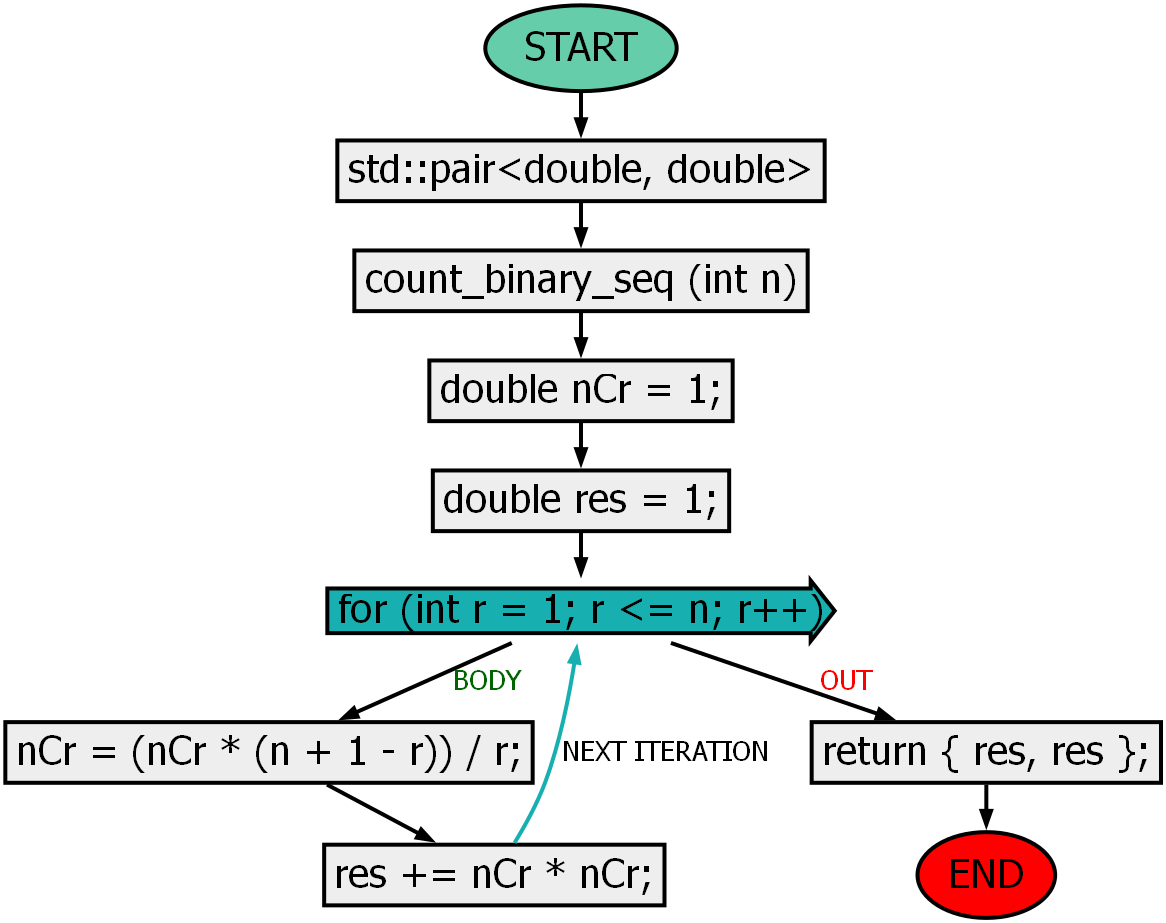 START
std::pair<double, double>
count_binary_seq (int n)
double nCr = 1;
double res = 1;
for (int r = 1; r <= n; r++)
BODY
OUT
nCr = (nCr * (n + 1 - r)) / r;
NEXT ITERATION
return { res, res };
res += nCr * nCr;
END